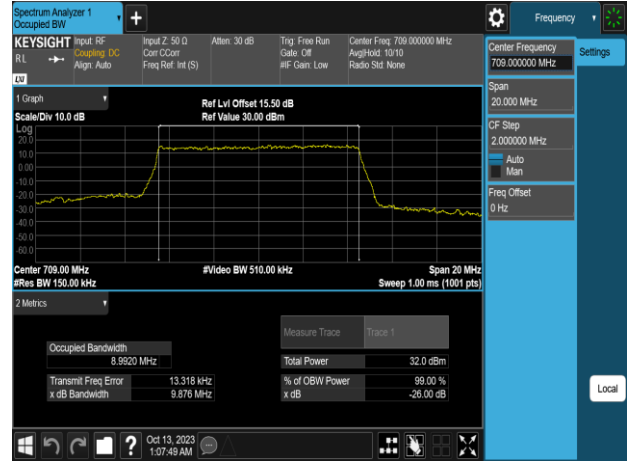 Spectrum Analyzer 1
Occupied BW
Frequency
KEYSIGHT
R L
LXI
Input: RF
Coupling: DC
Align: Auto
Input Z: 50 Ω
Corr CCorr
Freq Ref: Int (S)
Atten: 30 dB
Trig: Free Run
Gate: Off
#IF Gain: Low
Center Freq: 709.000000 MHz
Avg|Hold: 10/10
Radio Std: None
Center Frequency
709.000000 MHz
Settings
Span
20.000 MHz
CF Step
2.000000 MHz
Auto
Man
Freq Offset
0 Hz
1 Graph
Scale/Div 10.0 dB
Ref Lvl Offset 15.50 dB
Ref Value 30.00 dBm
Log
20.0
10.0
0.00
-10.0
-20.0
-30.0
-40.0
-50.0
-60.0
Center 709.00 MHz
#Video BW 510.00 kHz
Span 20 MHz
#Res BW 150.00 kHz
Sweep 1.00 ms (1001 pts)
2 Metrics
Measure Trace
Trace 1
Occupied Bandwidth
8.9920 MHz
Total Power
32.0 dBm
Transmit Freq Error
13.318 kHz
% of OBW Power
99.00 %
x dB Bandwidth
9.876 MHz
x dB
-26.00 dB
Local
?
Oct 13, 2023
1:07:49 AM